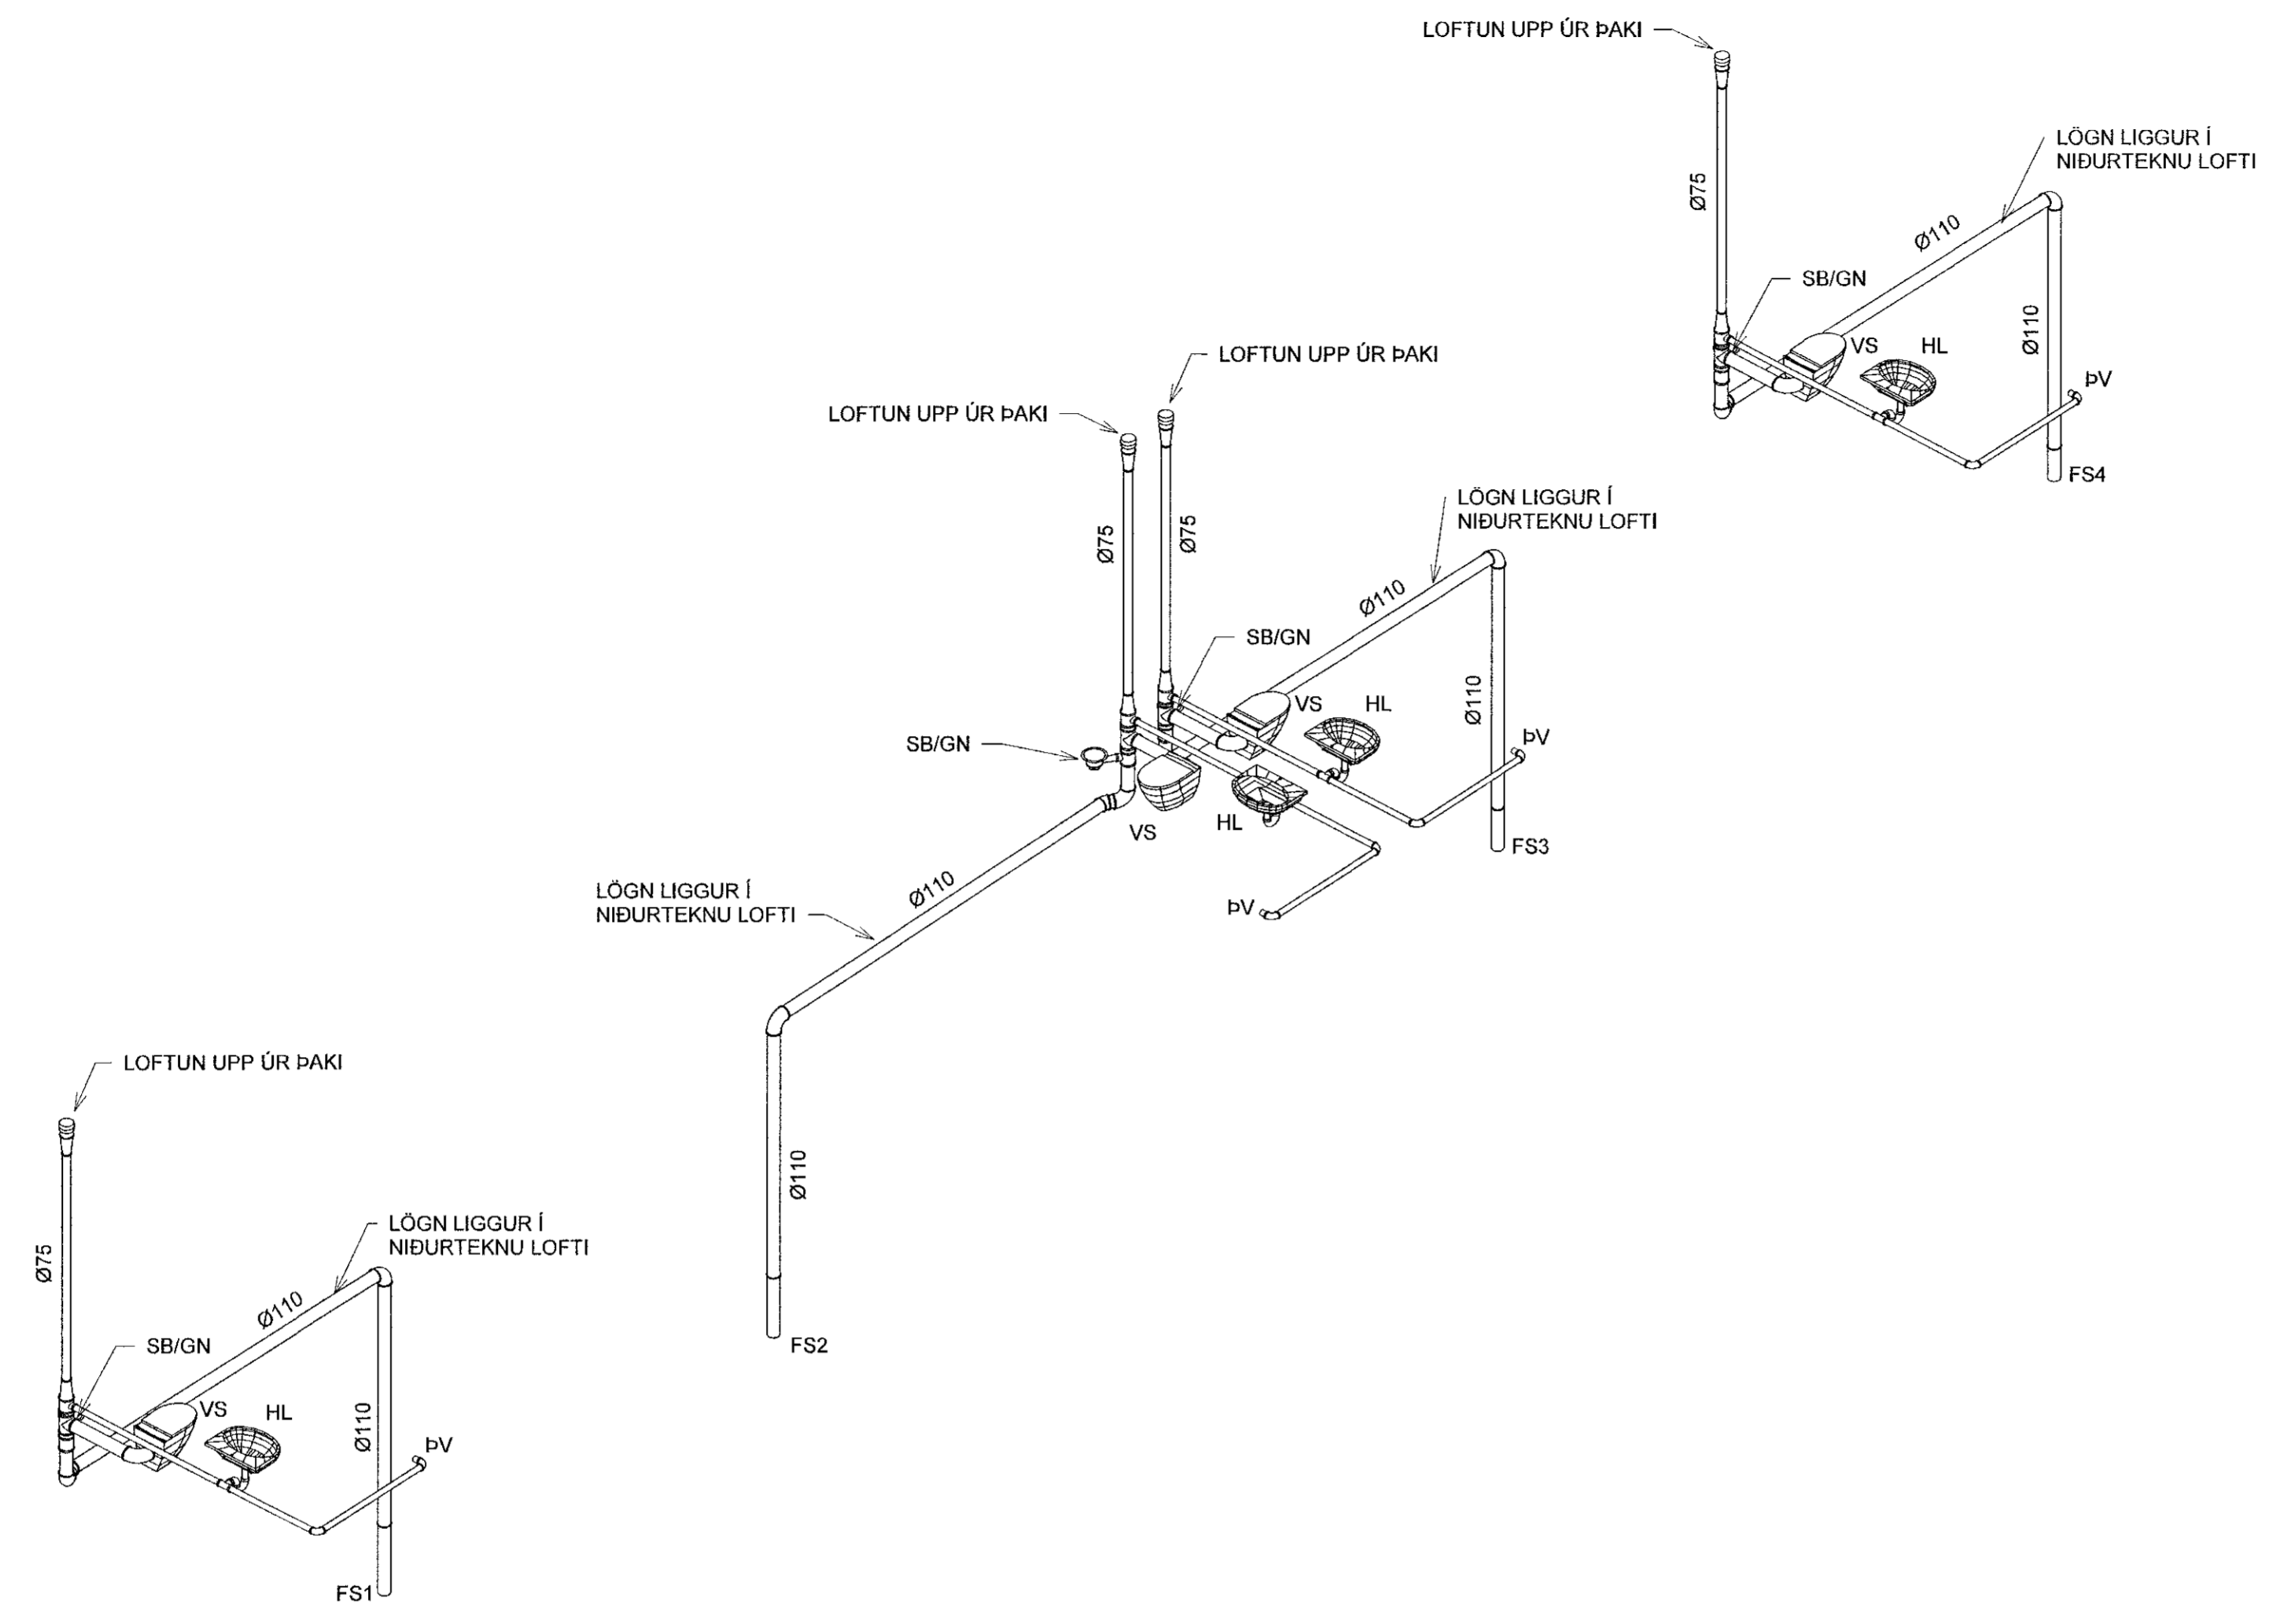 LOFTUN UPP ÚR ÞAKI
LÖGN LIGGUR Í
NIÐURTEKNU LOFTI
Ø75
Ø110
SB/GN
Ø110
VS
HL
ÞV
FS4
LOFTUN UPP ÚR ÞAKI
LOFTUN UPP ÚR ÞAKI
LÖGN LIGGUR Í
NIÐURTEKNU LOFTI
Ø75
Ø75
Ø110
SB/GN
Ø110
VS
HL
ÞV
SB/GN
VS
HL
FS3
ÞV
Ø110
LÖGN LIGGUR Í
NIÐURTEKNU LOFTI
Ø110
FS2
LOFTUN UPP ÚR ÞAKI
LÖGN LIGGUR Í
NIÐURTEKNU LOFTI
Ø75
Ø110
SB/GN
VS
HL
Ø110
ÞV
FS1